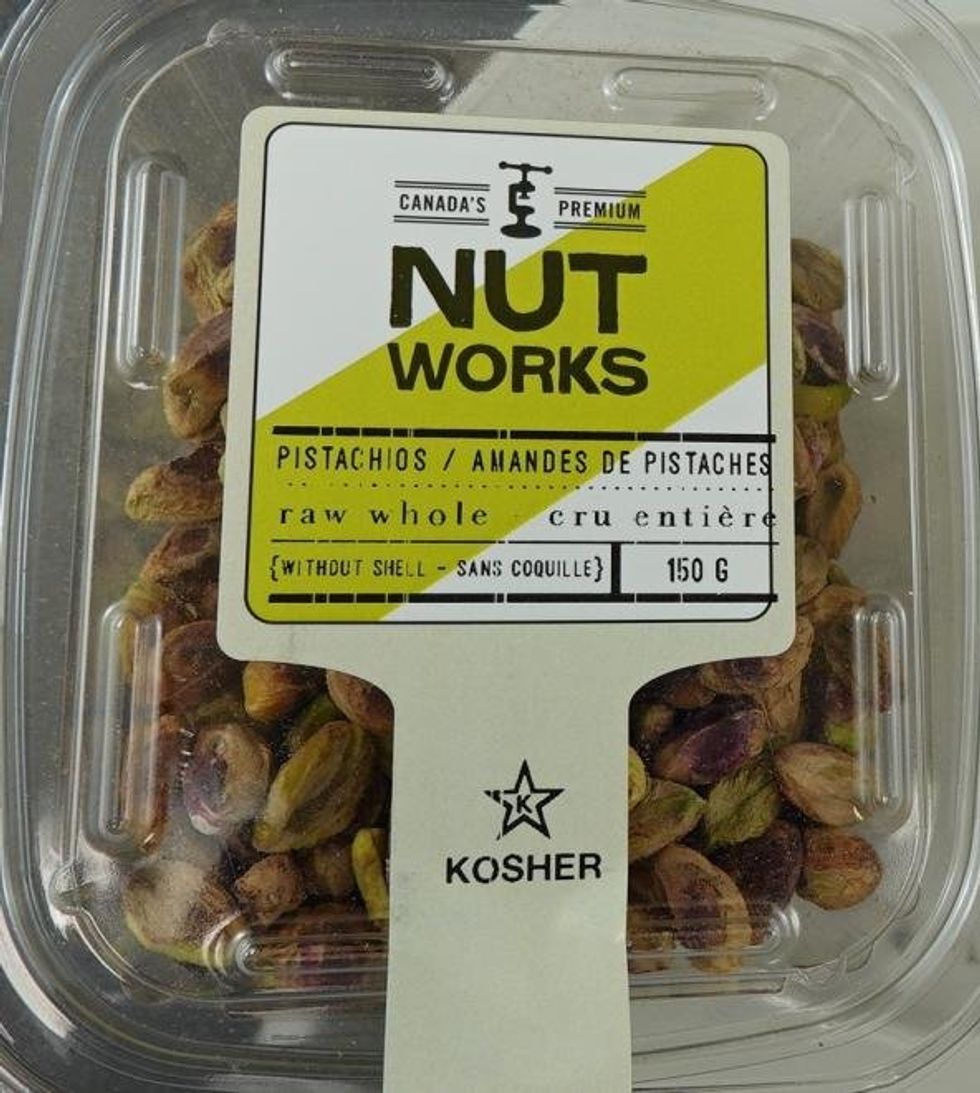 CANADA'S PREMIUM
NUT
WORKS
PISTACHIOS / AMANDES DE PISTACHES
raw whole - cru entière
{WITHOUT SHELL - SANS COQUILLE} 150 G
K
KOSHER